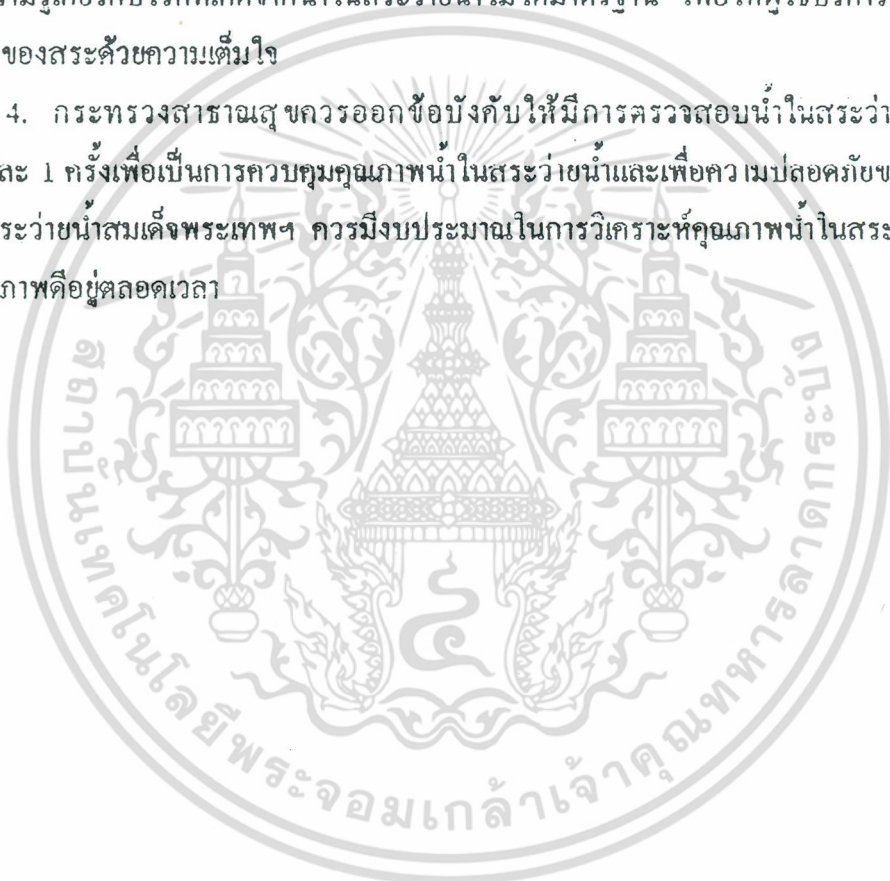 ของสระด้วยความเต็มใจ
4. กระทรวงสาธาณสุขควรออกข้อบังคับให้มีการตรวจสอบน้ำในสระว่า
ละ 1 ครั้งเพื่อเป็นการควบคุมคุณภาพน้ำในสระว่ายน้ำและเพื่อความปลอดภัยข
ระว่ายน้ำสมเด็จพระเทพฯ ควรมีงบประมาณในการวิเคราะห์คุณภาพน้ำในสระ
ภาพดีอยู่ตลอดเวลา
สถาบันเทคโนโลยีพระจอมเกล้าเจ้าคุณทหารลาดกระบัง